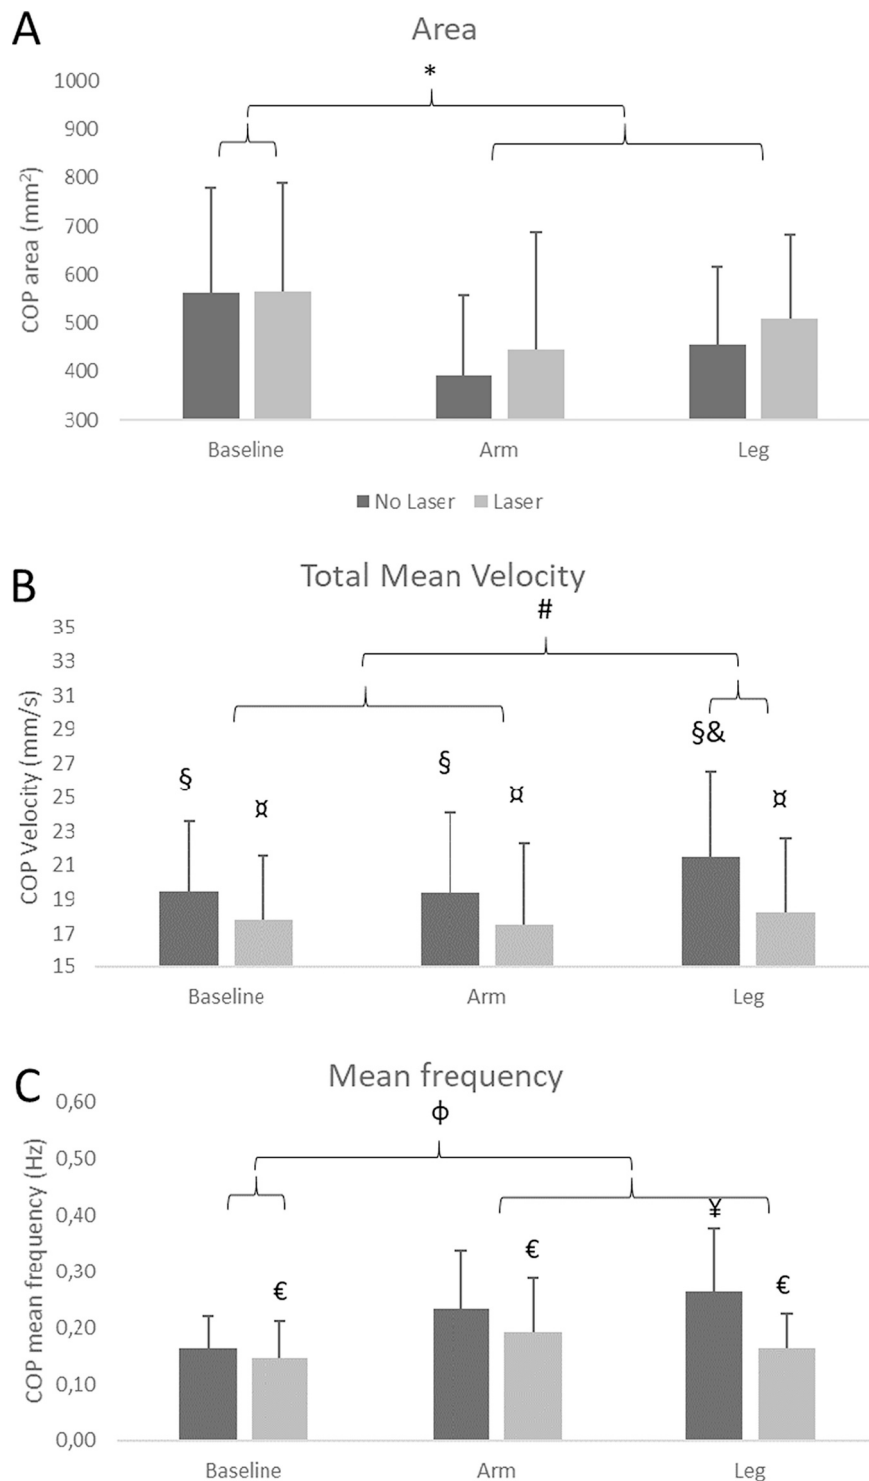 A
Area
*
1000
900
800
700
600
500
400
300
COP area (mm²)
Baseline Arm Leg
No Laser Laser
B
Total Mean Velocity
#
35
33
31
29
27
25
23
21
19
17
15
COP Velocity (mm/s)
§ ¤ § ¤ §& ¤
Baseline Arm Leg
C
Mean frequency
ф
0,60
0,50
0,40
0,30
0,20
0,10
0,00
COP mean frequency (Hz)
€ € ¥ €
Baseline Arm Leg